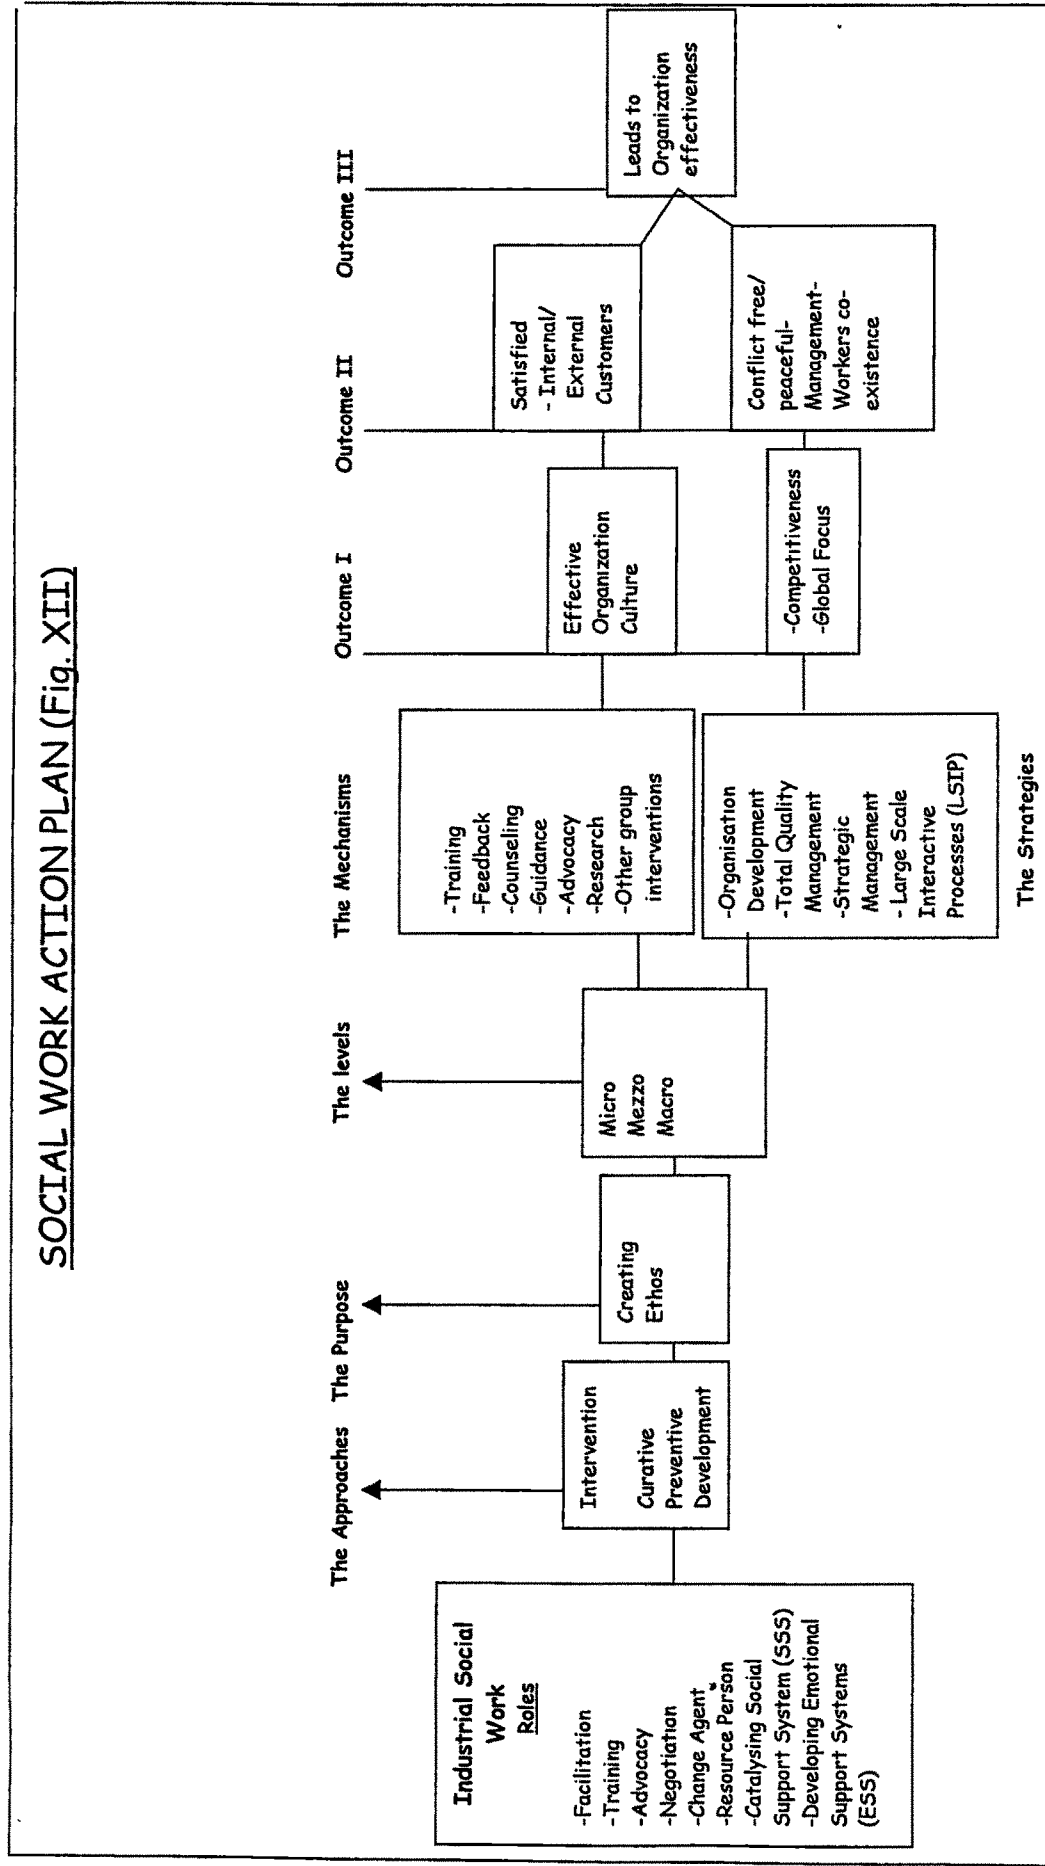 SOCIAL WORK ACTION PLAN (Fig. XII)
The Approaches
The Purpose
The levels
The Mechanisms
Outcome I
Outcome II
Outcome III
Industrial Social
Work
Roles
-Facilitation
-Training
-Advocacy
-Negotiation
-Change Agent
-Resource Person
-Catalysing Social
Support System (SSS)
-Developing Emotional
Support Systems
(ESS)
Intervention
Curative
Preventive
Development
Creating
Ethos
Micro
Mezzo
Macro
-Training
-Feedback
-Counseling
-Guidance
-Advocacy
-Research
-Other group
interventions
-Organisation
Development
-Total Quality
Management
-Strategic
Management
- Large Scale
Interactive
Processes (LSIP)
The Strategies
Effective
Organization
Culture
-Competitiveness
-Global Focus
Satisfied
- Internal/
External
Customers
Conflict free/
peaceful-
Management-
Workers co-
existence
Leads to
Organization
effectiveness